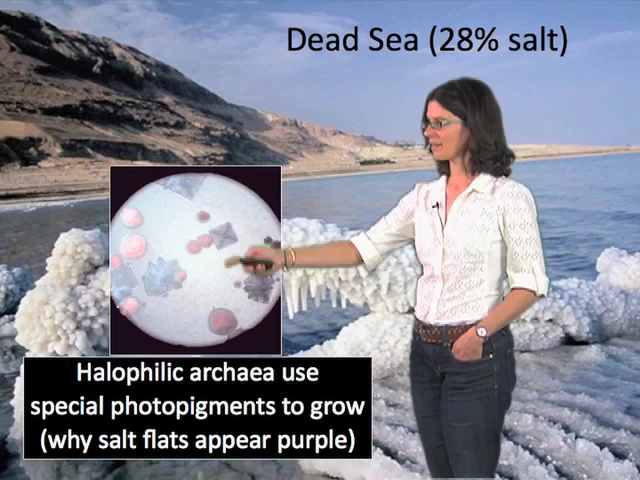 Dead Sea (28% salt)
Halophilic archaea use
special photopigments to grow
(why salt flats appear purple)